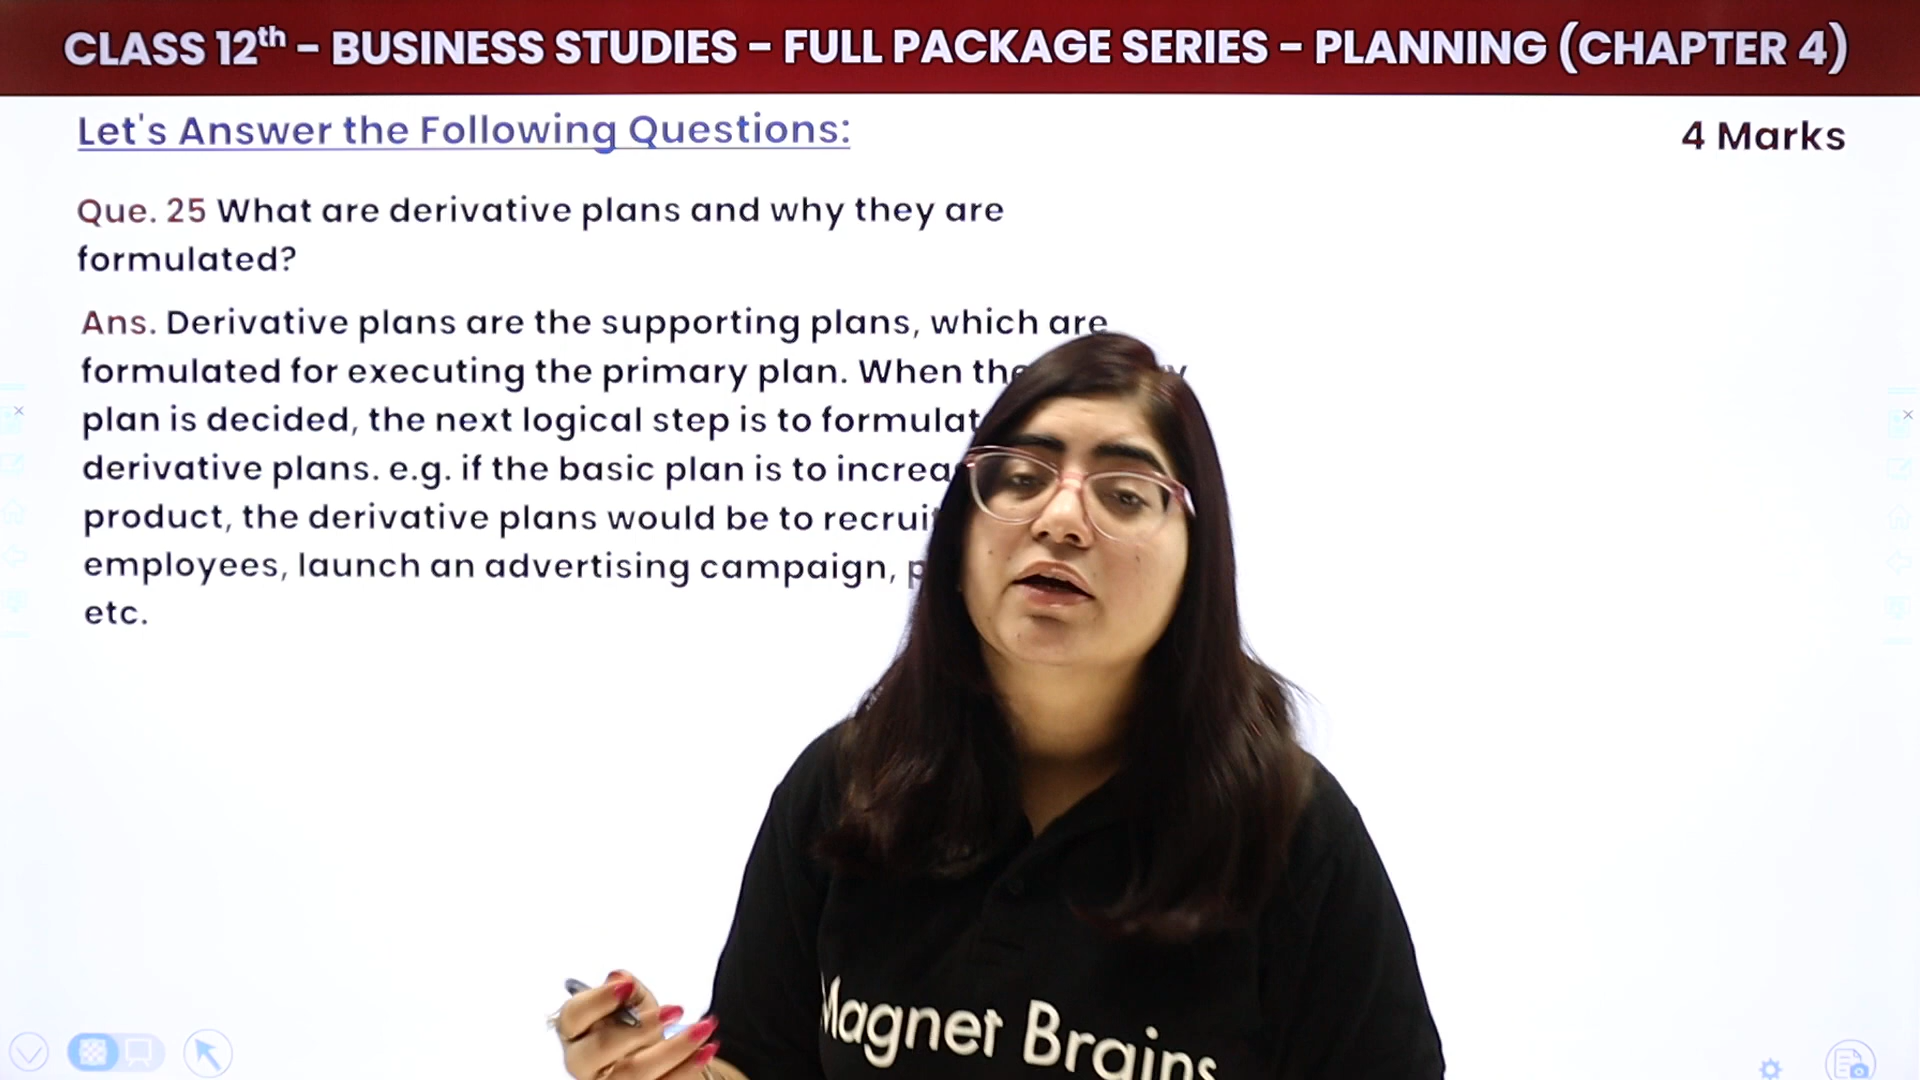 CLASS 12th – BUSINESS STUDIES – FULL PACKAGE SERIES – PLANNING (CHAPTER 4)
Let's Answer the Following Questions:
4 Marks
Que. 25 What are derivative plans and why they are
formulated?
Ans. Derivative plans are the supporting plans, which are
formulated for executing the primary plan. When
plan is decided, the next logical step is to
derivative plans. e.g. if the basic plan is to
product, the derivative plans would be to
employees, launch an advertising campaign,
etc.
Magnet Brains